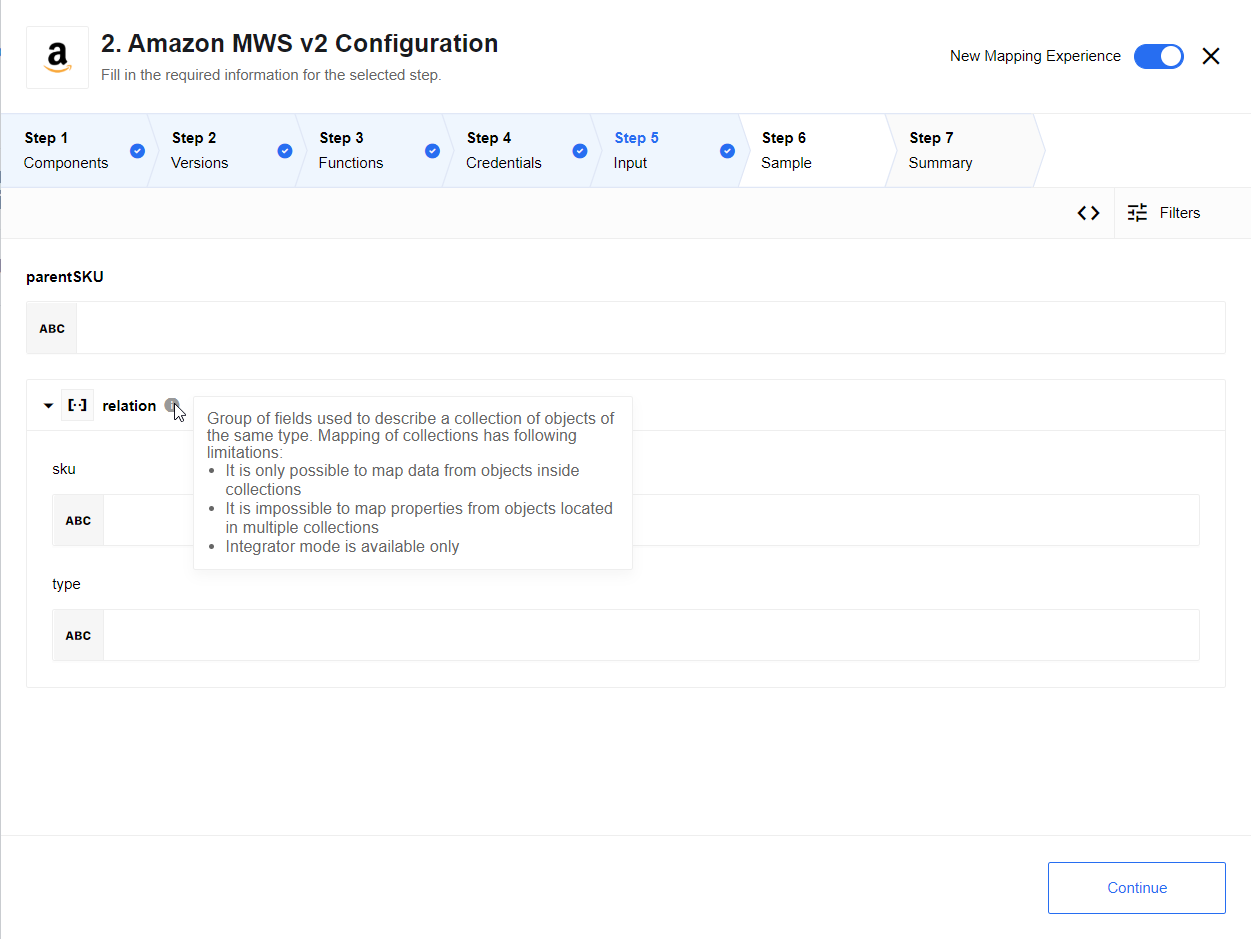 a
2. Amazon MWS v2 Configuration
Fill in the required information for the selected step.
New Mapping Experience
Step 1
Components
Step 2
Versions
Step 3
Functions
Step 4
Credentials
Step 5
Input
Step 6
Sample
Step 7
Summary
Filters
parentSKU
ABC
relation
Group of fields used to describe a collection of objects of
the same type. Mapping of collections has following
limitations:
It is only possible to map data from objects inside
collections
It is impossible to map properties from objects located
in multiple collections
Integrator mode is available only
sku
ABC
type
ABC
Continue